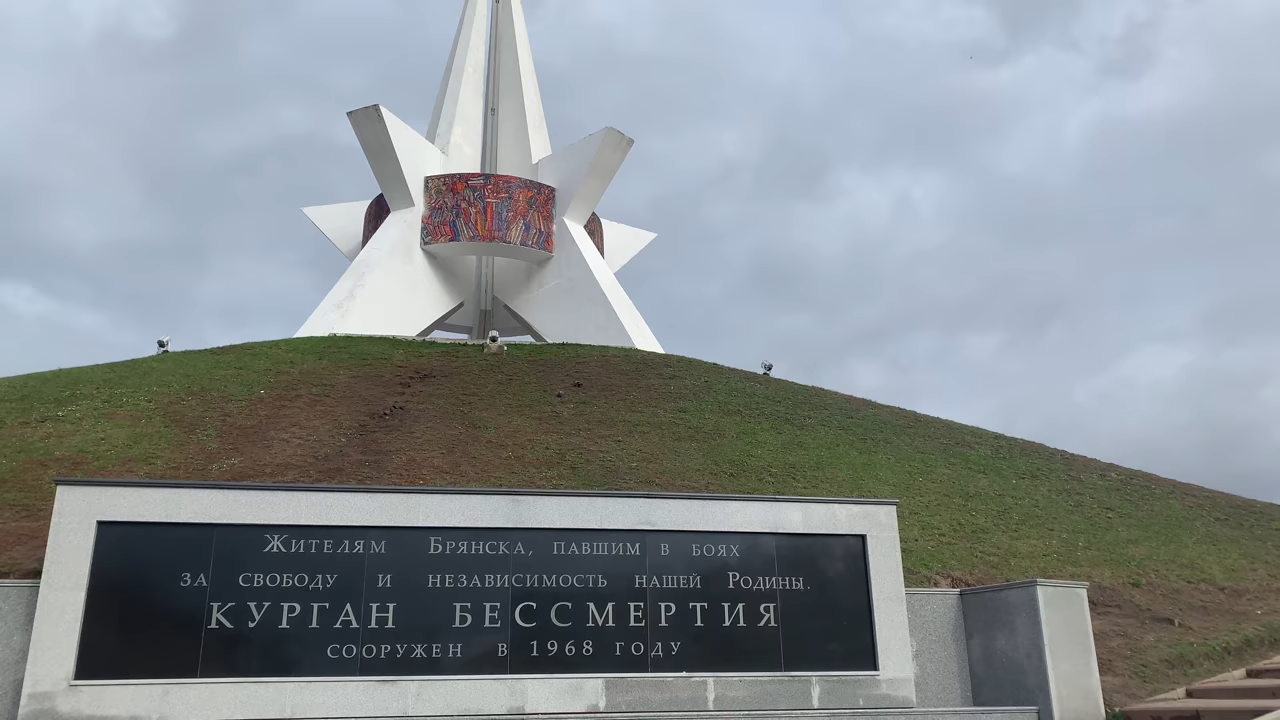 Жителям Брянска, павшим в боях
за свободу и независимость нашей Родины.
КУРГАН БЕССМЕРТИЯ
сооружен в 1968 году